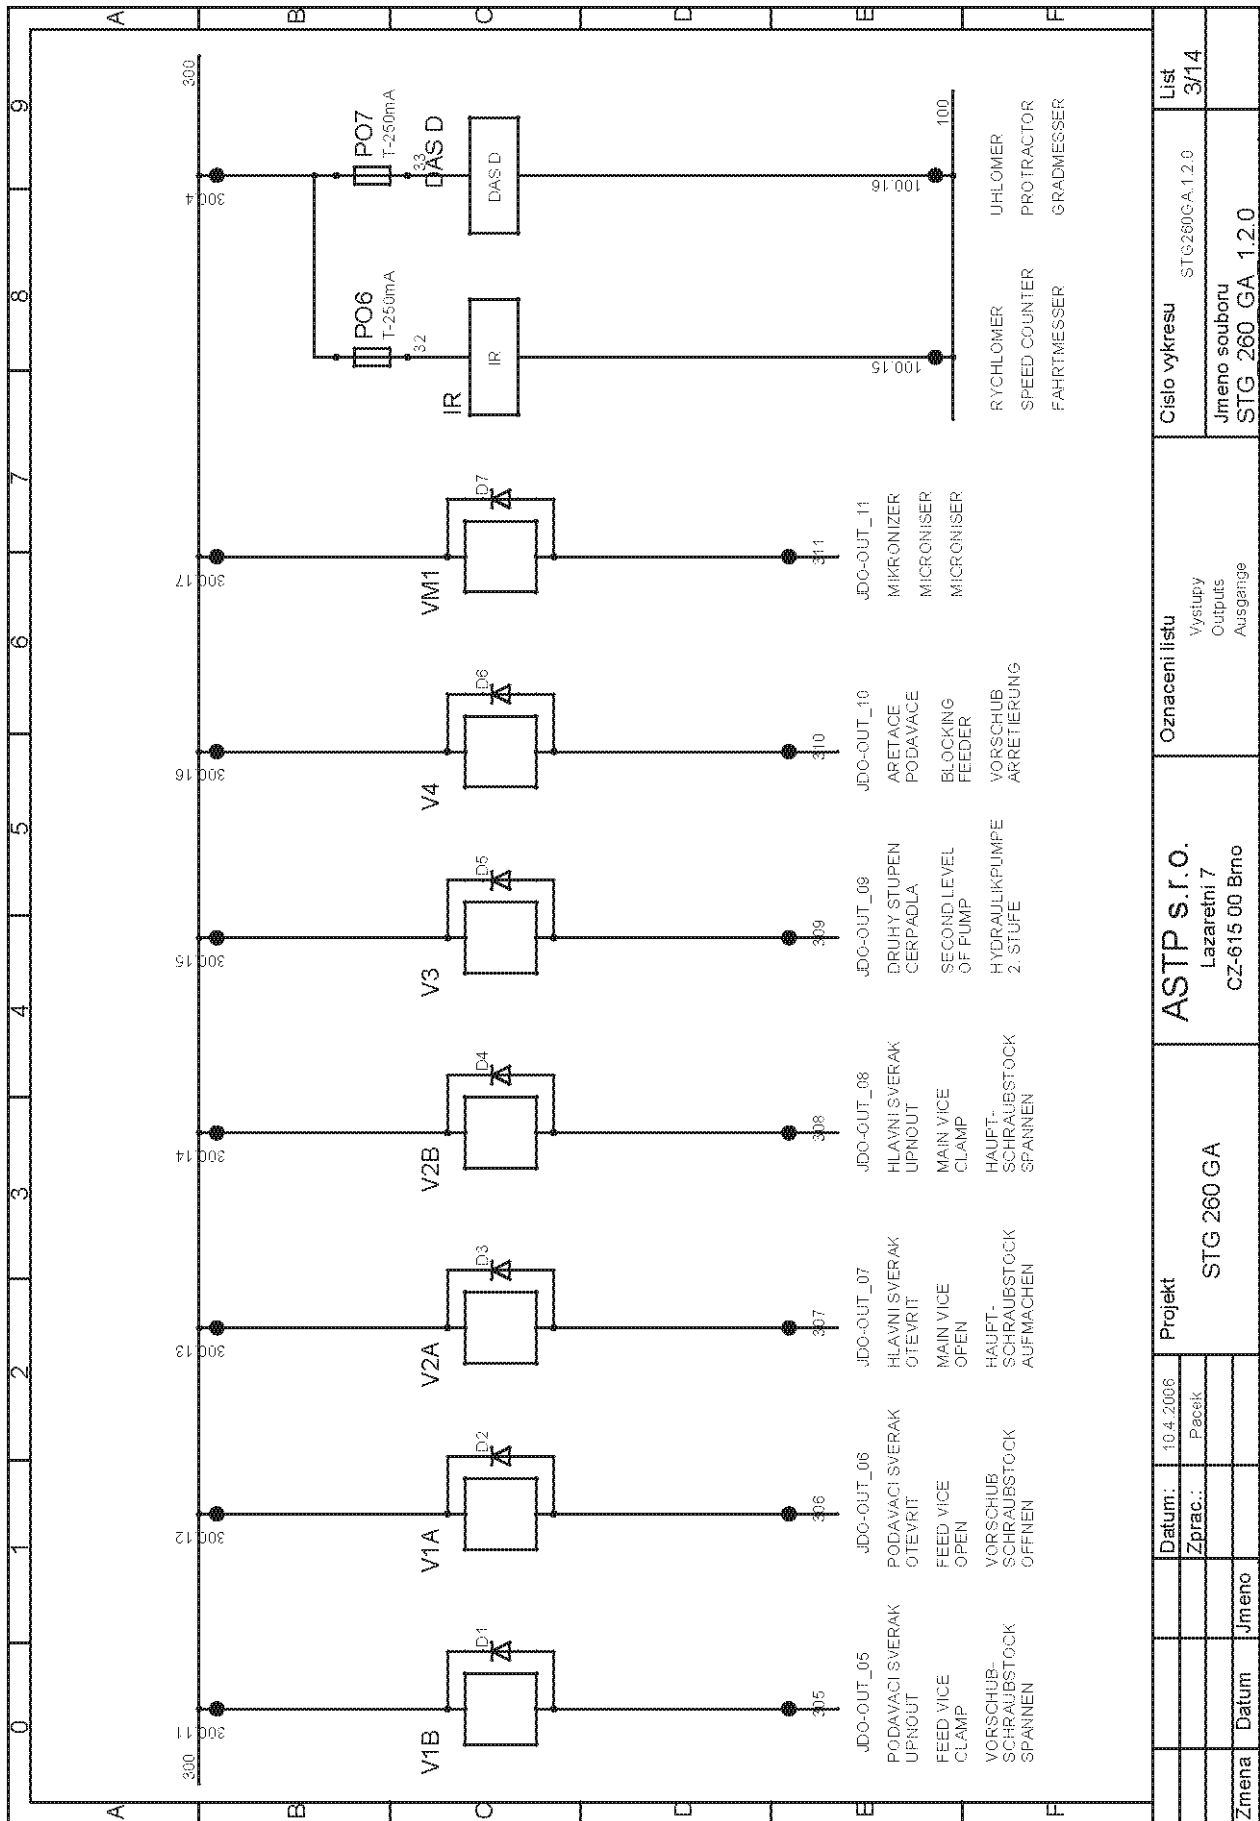 0 1 2 3 4 5 6 7 8 9
A
B
C
D
E
F
A
B
C
D
E
F
300
300
300.11
300.12
300.13
300.14
300.15
300.16
300.17
300.4
V1B
D1
V1A
D2
V2A
D3
V2B
D4
V3
D5
V4
D6
VM1
D7
PO6
T-250mA
32
IR
IR
PO7
T-250mA
33
DAS D
DAS D
305
306
307
308
309
310
311
100.15
100.16
100
JDO-OUT_05
PODAVACI SVERAK
UPNOUT
FEED VICE
CLAMP
VORSCHUB-
SCHRAUBSTOCK
SPANNEN
JDO-OUT_06
PODAVACI SVERAK
OTEVRIT
FEED VICE
OPEN
VORSCHUB
SCHRAUBSTOCK
OFFNEN
JDO-OUT_07
HLAVNI SVERAK
OTEVRIT
MAIN VICE
OPEN
HAUPT-
SCHRAUBSTOCK
AUFMACHEN
JDO-OUT_08
HLAVNI SVERAK
UPNOUT
MAIN VICE
CLAMP
HAUPT-
SCHRAUBSTOCK
SPANNEN
JDO-OUT_09
DRUHY STUPEN
CERPADLA
SECOND LEVEL
OF PUMP
HYDRAULIKPUMPE
2. STUFE
JDO-OUT_10
ARETACE
PODAVACE
BLOCKING
FEEDER
VORSCHUB
ARRETIERUNG
JDO-OUT_11
MIKRONIZER
MICRONISER
MICRONISER
RYCHLOMER
SPEED COUNTER
FAHRTMESSER
UHLOMER
PROTRACTOR
GRADMESSER
Zmena
Datum
Jmeno
Datum:
10.4.2006
Zprac.:
Pacek
Projekt
STG 260 GA
ASTP s.r.o.
Lazaretni 7
CZ-615 00 Brno
Oznaceni listu
Vystupy
Outputs
Ausgange
Cislo vykresu
STG260GA.1.2.0
Jmeno souboru
STG_260_GA_1.2.0
List
3/14